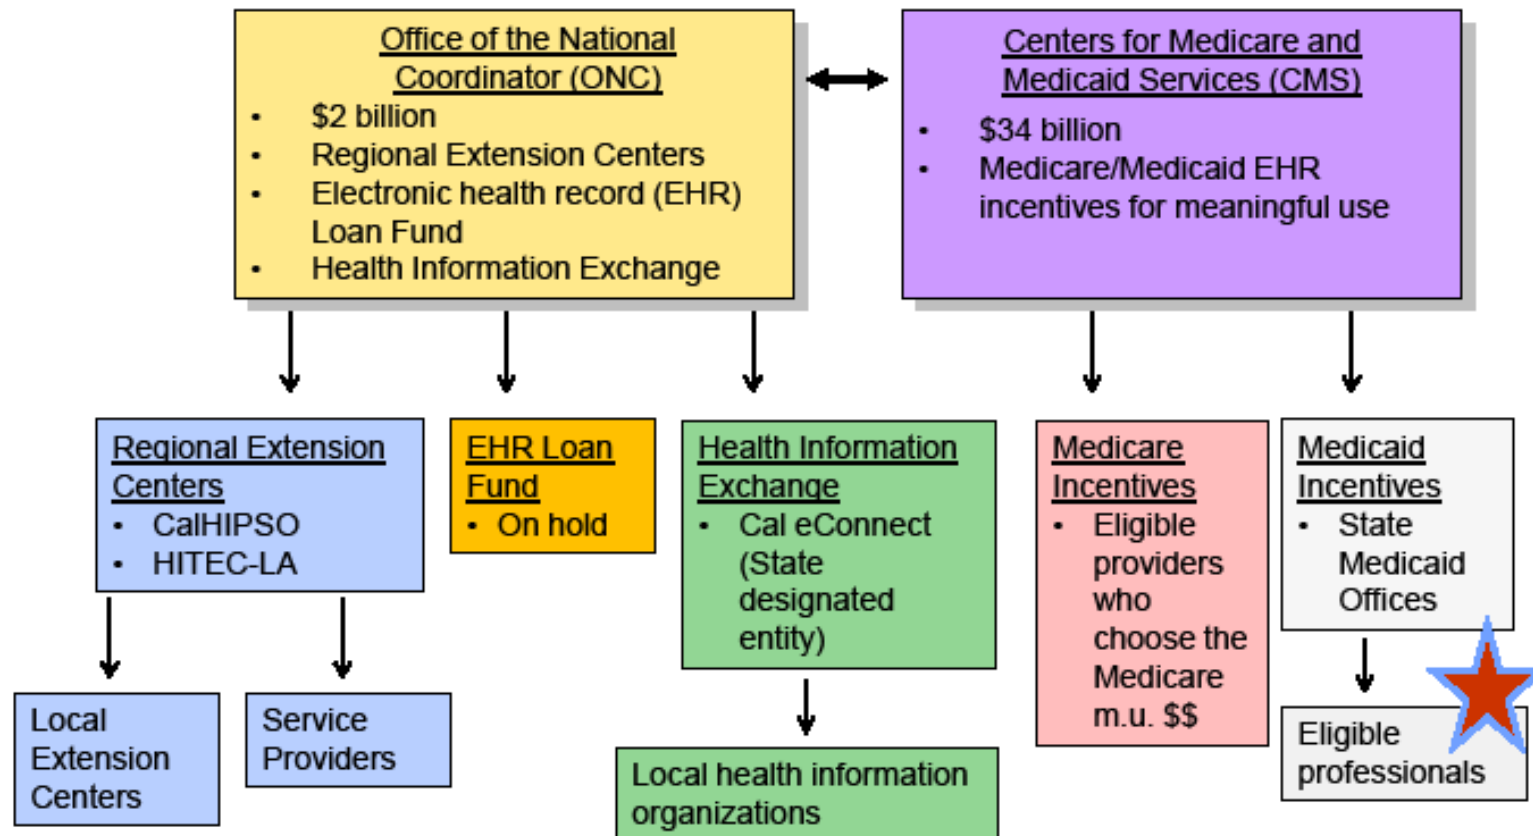 Office of the National
Coordinator (ONC)
• $2 billion
• Regional Extension Centers
• Electronic health record (EHR)
Loan Fund
• Health Information Exchange
Centers for Medicare and
Medicaid Services (CMS)
• $34 billion
• Medicare/Medicaid EHR
incentives for meaningful use
Regional Extension
Centers
• CalHIPSO
• HITEC-LA
EHR Loan
Fund
• On hold
Health Information
Exchange
• Cal eConnect
(State
designated
entity)
Medicare
Incentives
• Eligible
providers
who
choose the
Medicare
m.u. $$
Medicaid
Incentives
• State
Medicaid
Offices
Local
Extension
Centers
Service
Providers
Local health information
organizations
Eligible
professionals